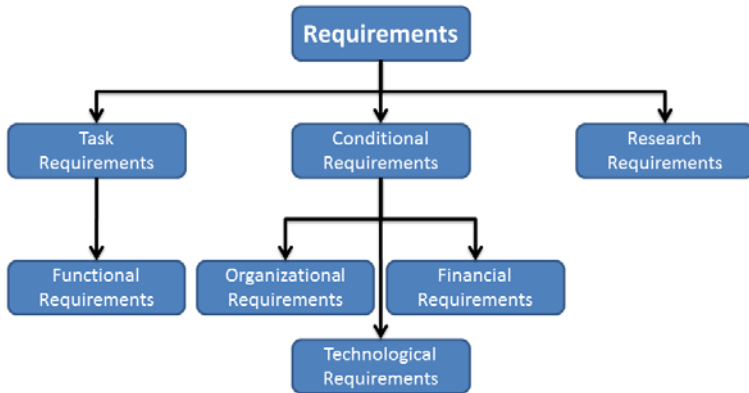 Requirements
Task
Requirements
Conditional
Requirements
Research
Requirements
Functional
Requirements
Organizational
Requirements
Financial
Requirements
Technological
Requirements